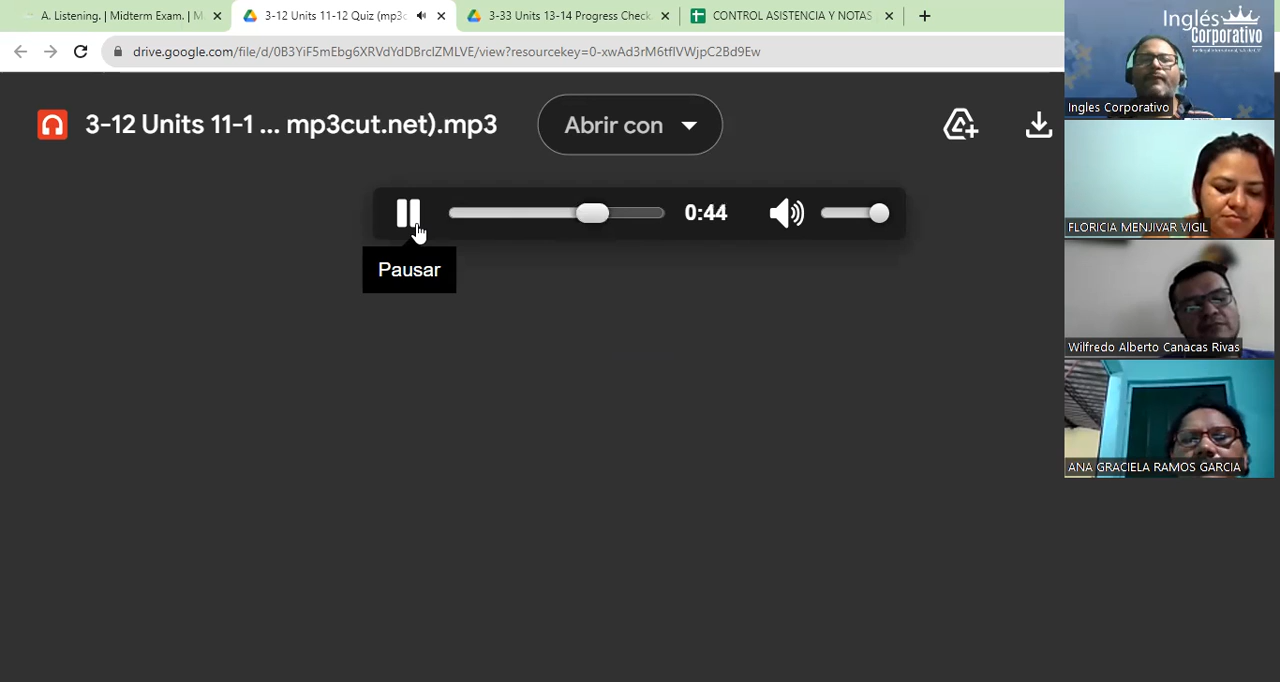 A. Listening. | Midterm Exam. | M
3-12 Units 11-12 Quiz (mp3c
3-33 Units 13-14 Progress Check.
CONTROL ASISTENCIA Y NOTAS
drive.google.com/file/d/0B3YiF5mEbg6XRVdYdDBrclZMLVE/view?resourcekey=0-xwAd3rM6tflVWjpC2Bd9Ew
3-12 Units 11-1 ... mp3cut.net).mp3
Abrir con
0:44
Pausar
Inglés
Corporativo
Ingles Corporativo
FLORICIA MENJIVAR VIGIL
Wilfredo Alberto Canacas Rivas
ANA GRACIELA RAMOS GARCIA